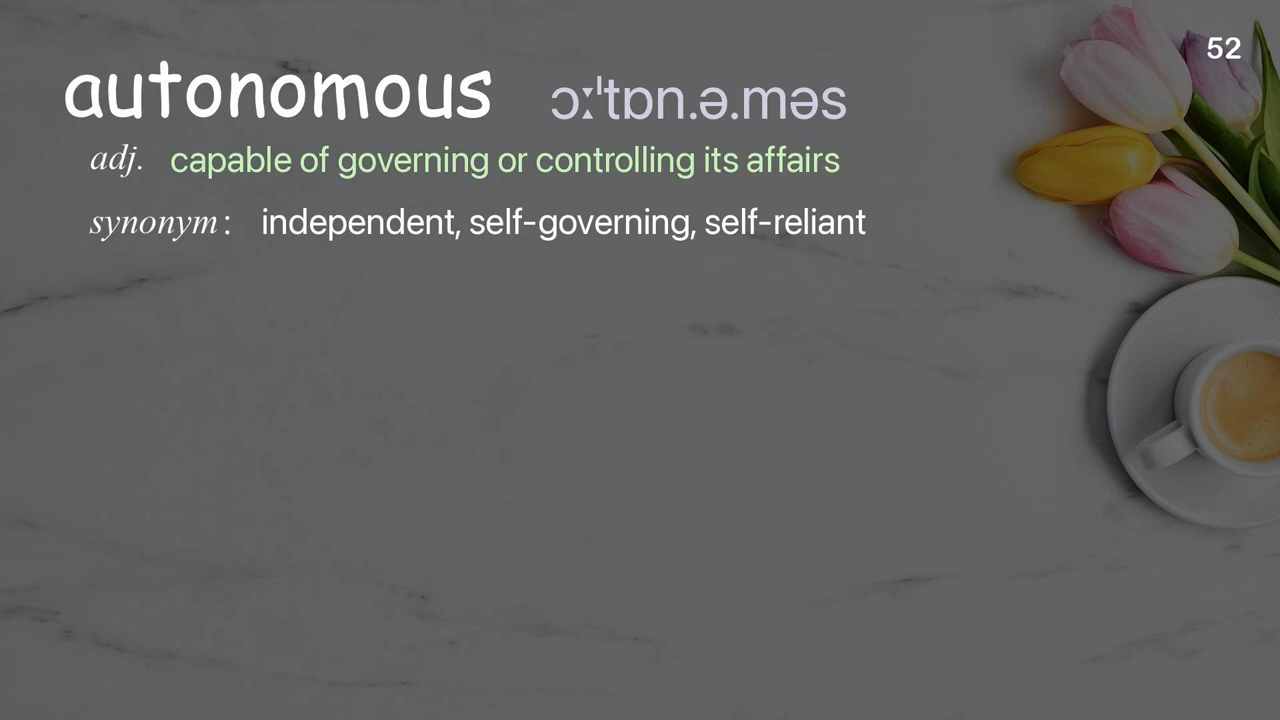 52
autonomous ɔːˈtɒn.ə.məs
adj. capable of governing or controlling its affairs
synonym: independent, self-governing, self-reliant